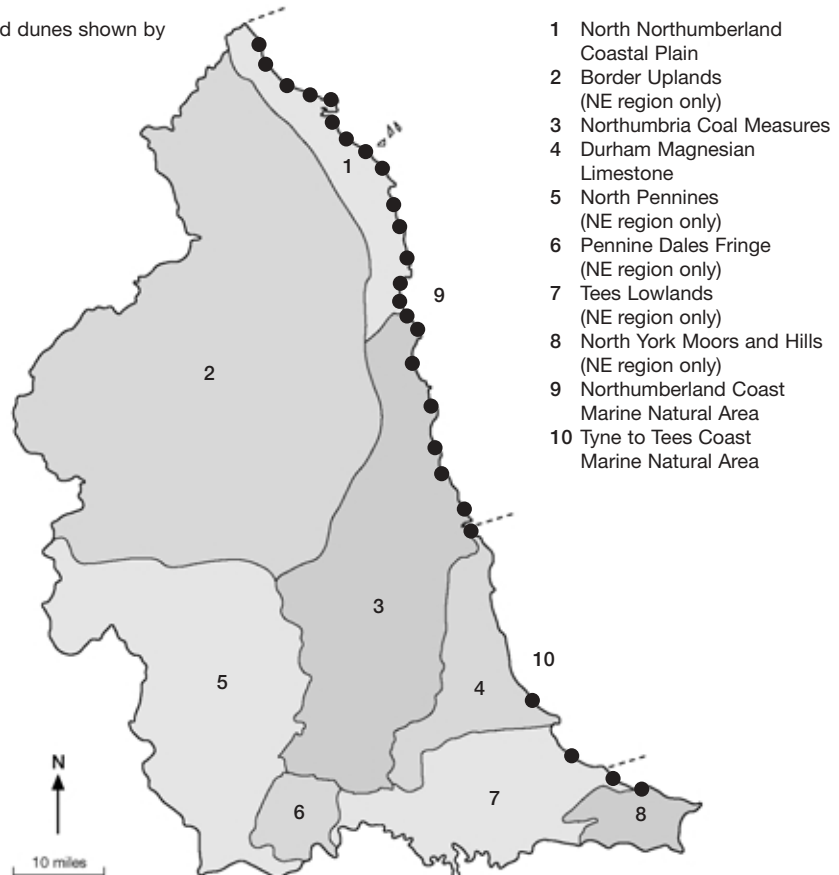 d dunes shown by
1 North Northumberland
Coastal Plain
2 Border Uplands
(NE region only)
3 Northumbria Coal Measures
4 Durham Magnesian
Limestone
5 North Pennines
(NE region only)
6 Pennine Dales Fringe
(NE region only)
7 Tees Lowlands
(NE region only)
8 North York Moors and Hills
(NE region only)
9 Northumberland Coast
Marine Natural Area
10 Tyne to Tees Coast
Marine Natural Area
1
9
2
3
10
5
4
N
7
6
8
10 miles